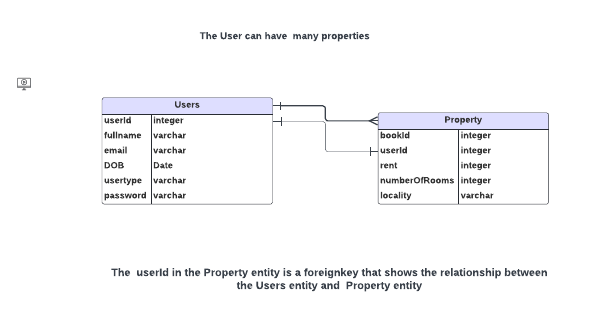 The User can have many properties
Users
userId integer
fullname varchar
email varchar
DOB Date
usertype varchar
password varchar
Property
bookId integer
userId integer
rent integer
numberOfRooms integer
locality varchar
The userId in the Property entity is a foreignkey that shows the relationship between
the Users entity and Property entity